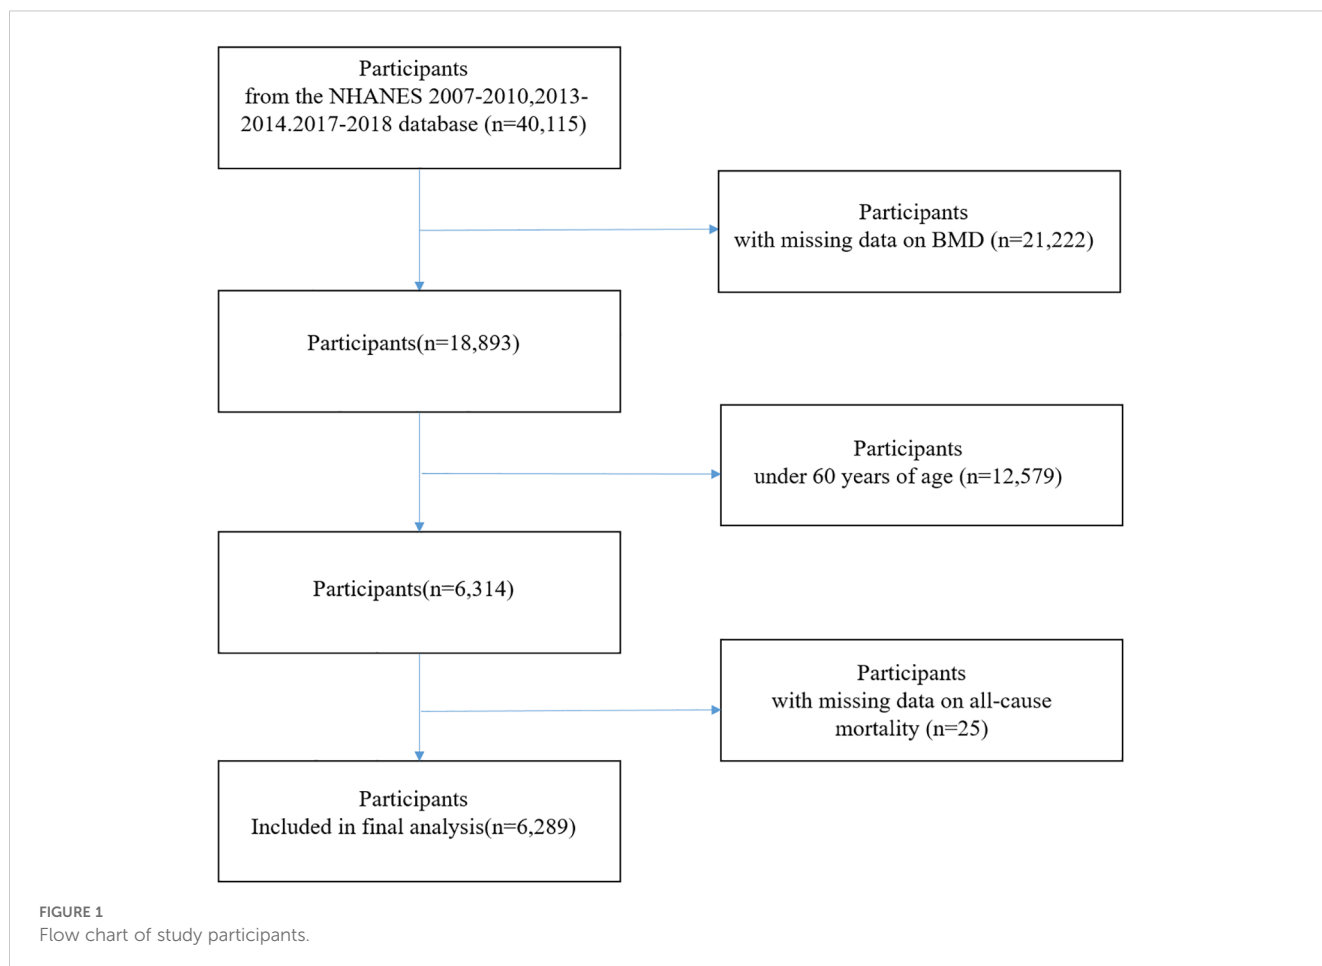 Participants
from the NHANES 2007-2010,2013-
2014.2017-2018 database (n=40,115)
Participants
with missing data on BMD (n=21,222)
Participants(n=18,893)
Participants
under 60 years of age (n=12,579)
Participants(n=6,314)
Participants
with missing data on all-cause
mortality (n=25)
Participants
Included in final analysis(n=6,289)
FIGURE 1
Flow chart of study participants.